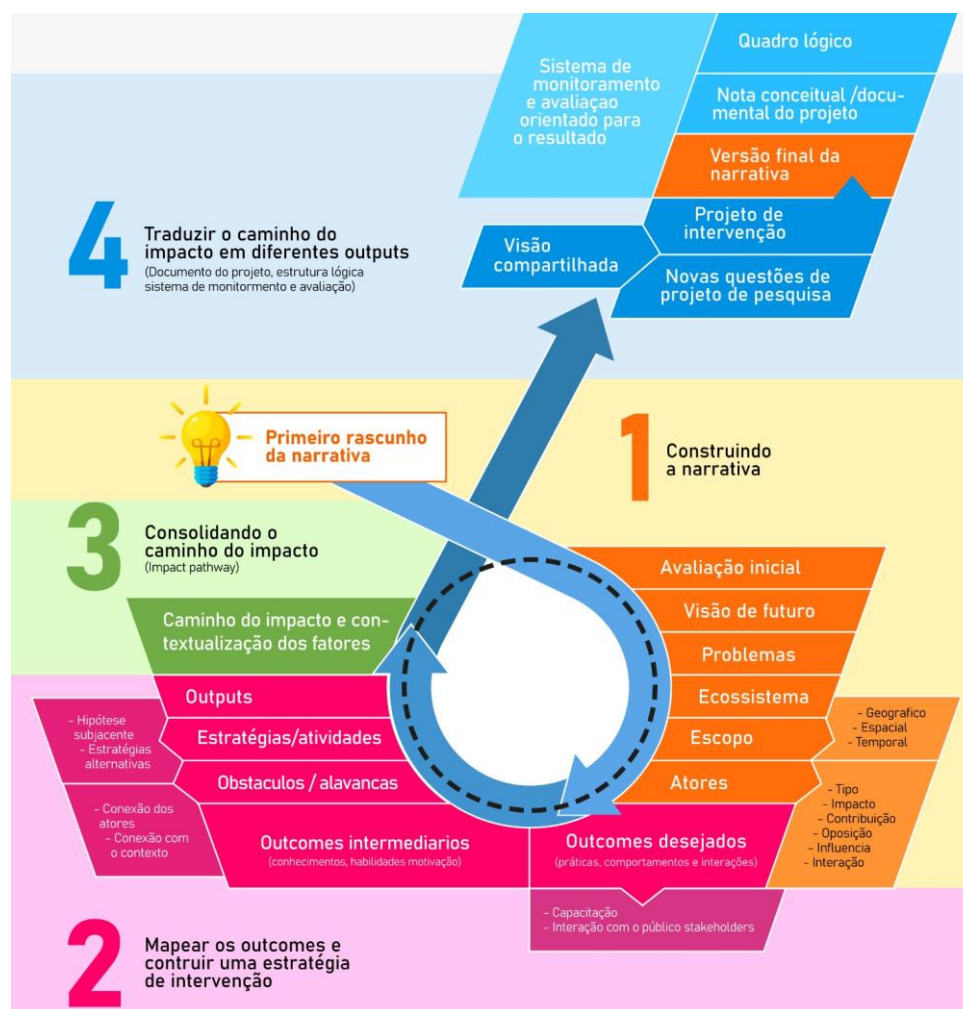 Sistema de
monitoramento
e avaliaçao
orientado para
o resultado
Quadro lógico
Nota conceitual /docu-
mental do projeto
Versão final da
narrativa
Projeto de
intervenção
Visão
compartilhada
Novas questões de
projeto de pesquisa
4
Traduzir o caminho do
impacto em diferentes outputs
(Documento do projeto, estrutura lógica
sistema de monitormento e avaliação)
Primeiro rascunho
da narrativa
1
Construindo
a narrativa
3
Consolidando o
caminho do impacto
(Impact pathway)
Avaliação inicial
Visão de futuro
Problemas
Ecossistema
Escopo
Atores
- Geografico
- Espacial
- Temporal
- Tipo
- Impacto
- Contribuição
- Oposição
- Influencia
- Interação
Caminho do impacto e con-
textualização dos fatores
Outputs
Estratégias/atividades
Obstaculos / alavancas
- Hipótese
subjacente
- Estratégias
alternativas
- Conexão dos
atores
- Conexão com
o contexto
Outcomes intermediarios
(conhecimentos, habilidades motivação)
Outcomes desejados
(práticas, comportamentos e interações)
- Capacitação
- Interação com o público stakeholders
2
Mapear os outcomes e
contruir uma estratégia
de intervenção